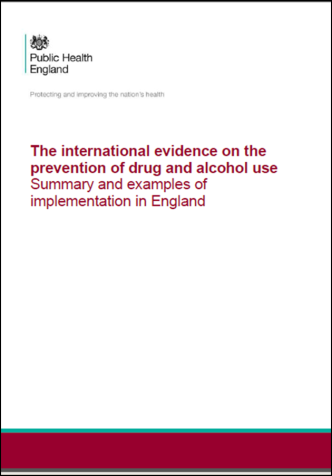 Public Health
England
Protecting and improving the nation's health
The international evidence on the
prevention of drug and alcohol use
Summary and examples of
implementation in England